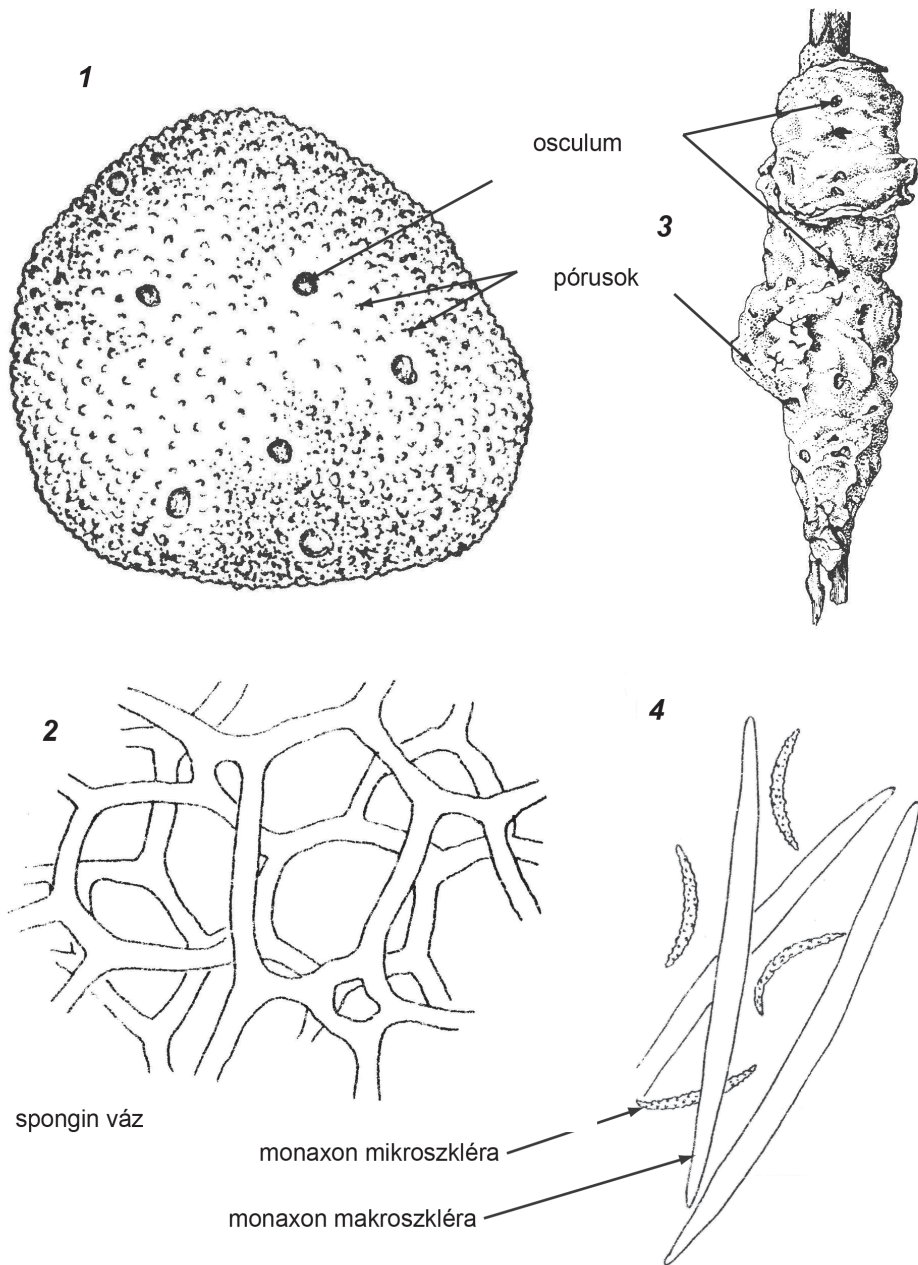 1
osculum
3
pórusok
2
4
spongin váz
monaxon mikroszkléra
monaxon makroszkléra